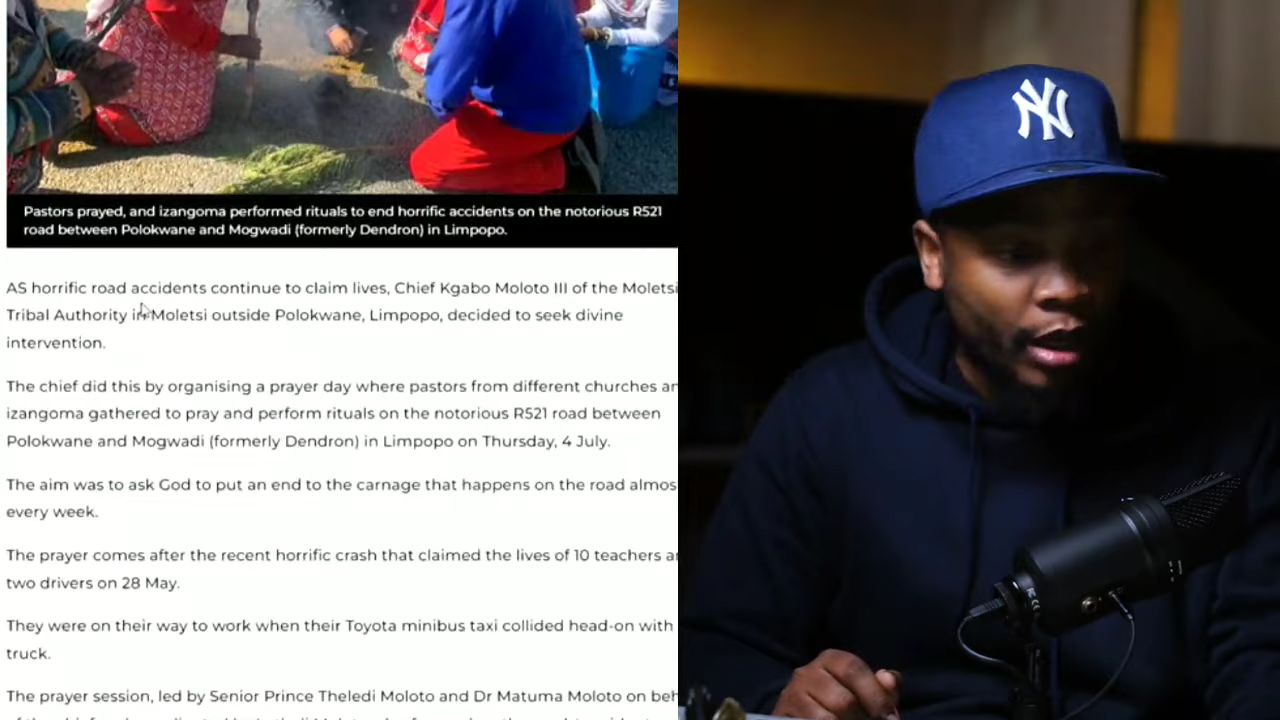 Pastors prayed, and izangoma performed rituals to end horrific accidents on the notorious R521
road between Polokwane and Mogwadi (formerly Dendron) in Limpopo.
AS horrific road accidents continue to claim lives, Chief Kgabo Moloto III of the Moletsi
Tribal Authority in Moletsi outside Polokwane, Limpopo, decided to seek divine
intervention.
The chief did this by organising a prayer day where pastors from different churches
izangoma gathered to pray and perform rituals on the notorious R521 road between
Polokwane and Mogwadi (formerly Dendron) in Limpopo on Thursday, 4 July.
The aim was to ask God to put an end to the carnage that happens on the road almos
every week.
The prayer comes after the recent horrific crash that claimed the lives of 10 teachers
two drivers on 28 May.
They were on their way to work when their Toyota minibus taxi collided head-on with
truck.
The prayer session, led by Senior Prince Theledi Moloto and Dr Matuma Moloto on beh
NY